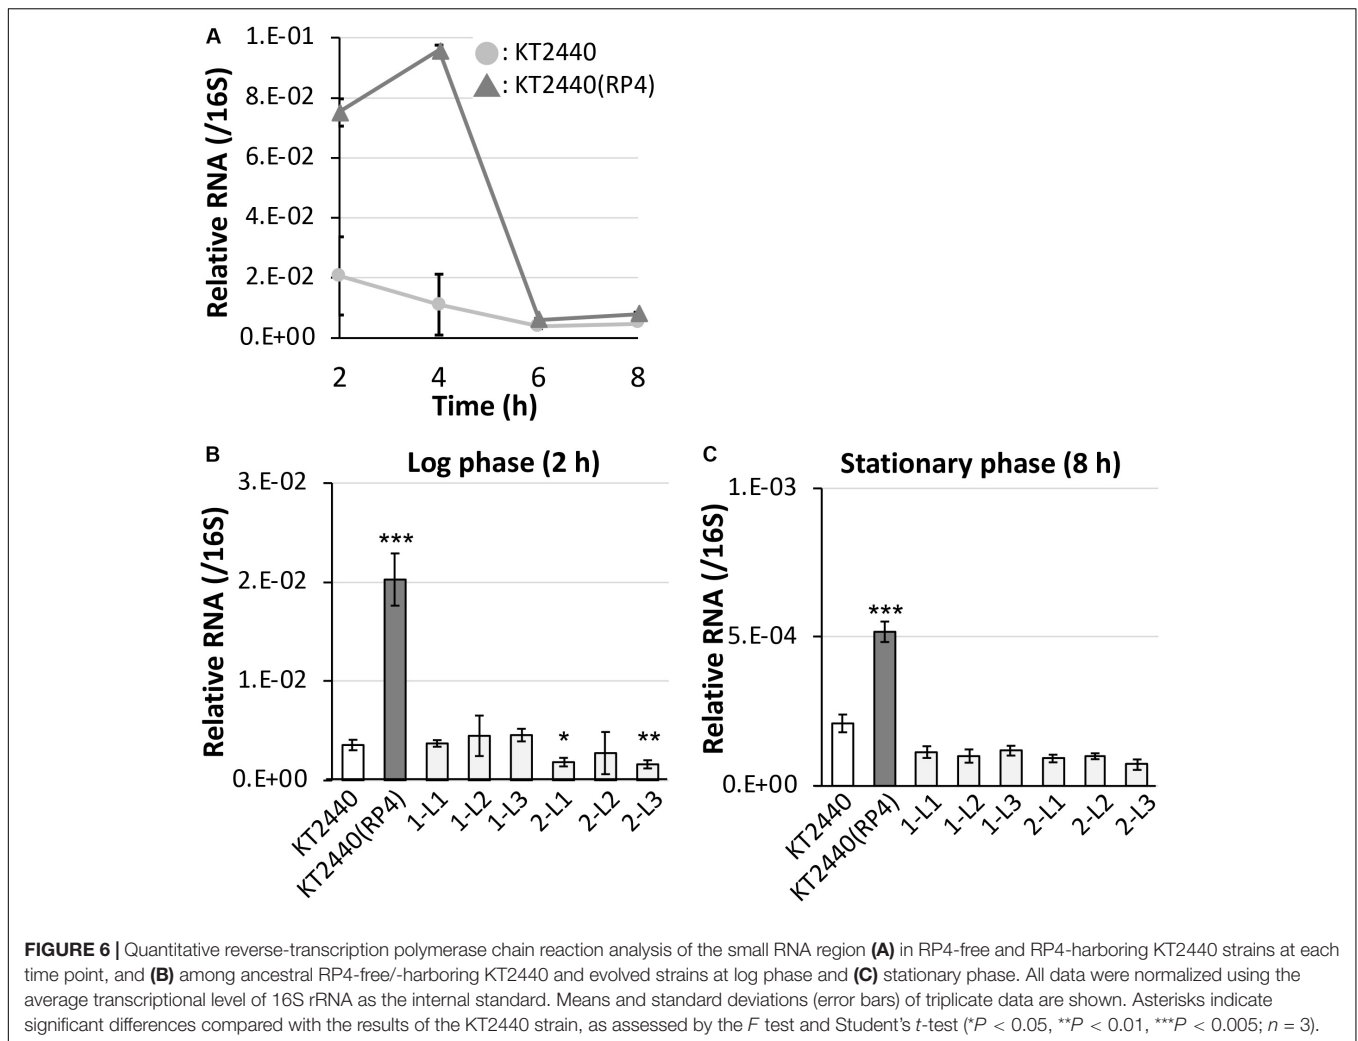 A
1.E-01
8.E-02
6.E-02
4.E-02
2.E-02
0.E+00
Relative RNA (/16S)
: KT2440
: KT2440(RP4)
2 4 6 8
Time (h)
B
Log phase (2 h)
3.E-02
2.E-02
1.E-02
0.E+00
Relative RNA (/16S)
***
*
**
KT2440
KT2440(RP4)
1-L1
1-L2
1-L3
2-L1
2-L2
2-L3
C
Stationary phase (8 h)
1.E-03
5.E-04
0.E+00
Relative RNA (/16S)
***
KT2440
KT2440(RP4)
1-L1
1-L2
1-L3
2-L1
2-L2
2-L3
FIGURE 6 | Quantitative reverse-transcription polymerase chain reaction analysis of the small RNA region (A) in RP4-free and RP4-harboring KT2440 strains at each
time point, and (B) among ancestral RP4-free/-harboring KT2440 and evolved strains at log phase and (C) stationary phase. All data were normalized using the
average transcriptional level of 16S rRNA as the internal standard. Means and standard deviations (error bars) of triplicate data are shown. Asterisks indicate
significant differences compared with the results of the KT2440 strain, as assessed by the F test and Student's t-test (*P < 0.05, **P < 0.01, ***P < 0.005; n = 3).